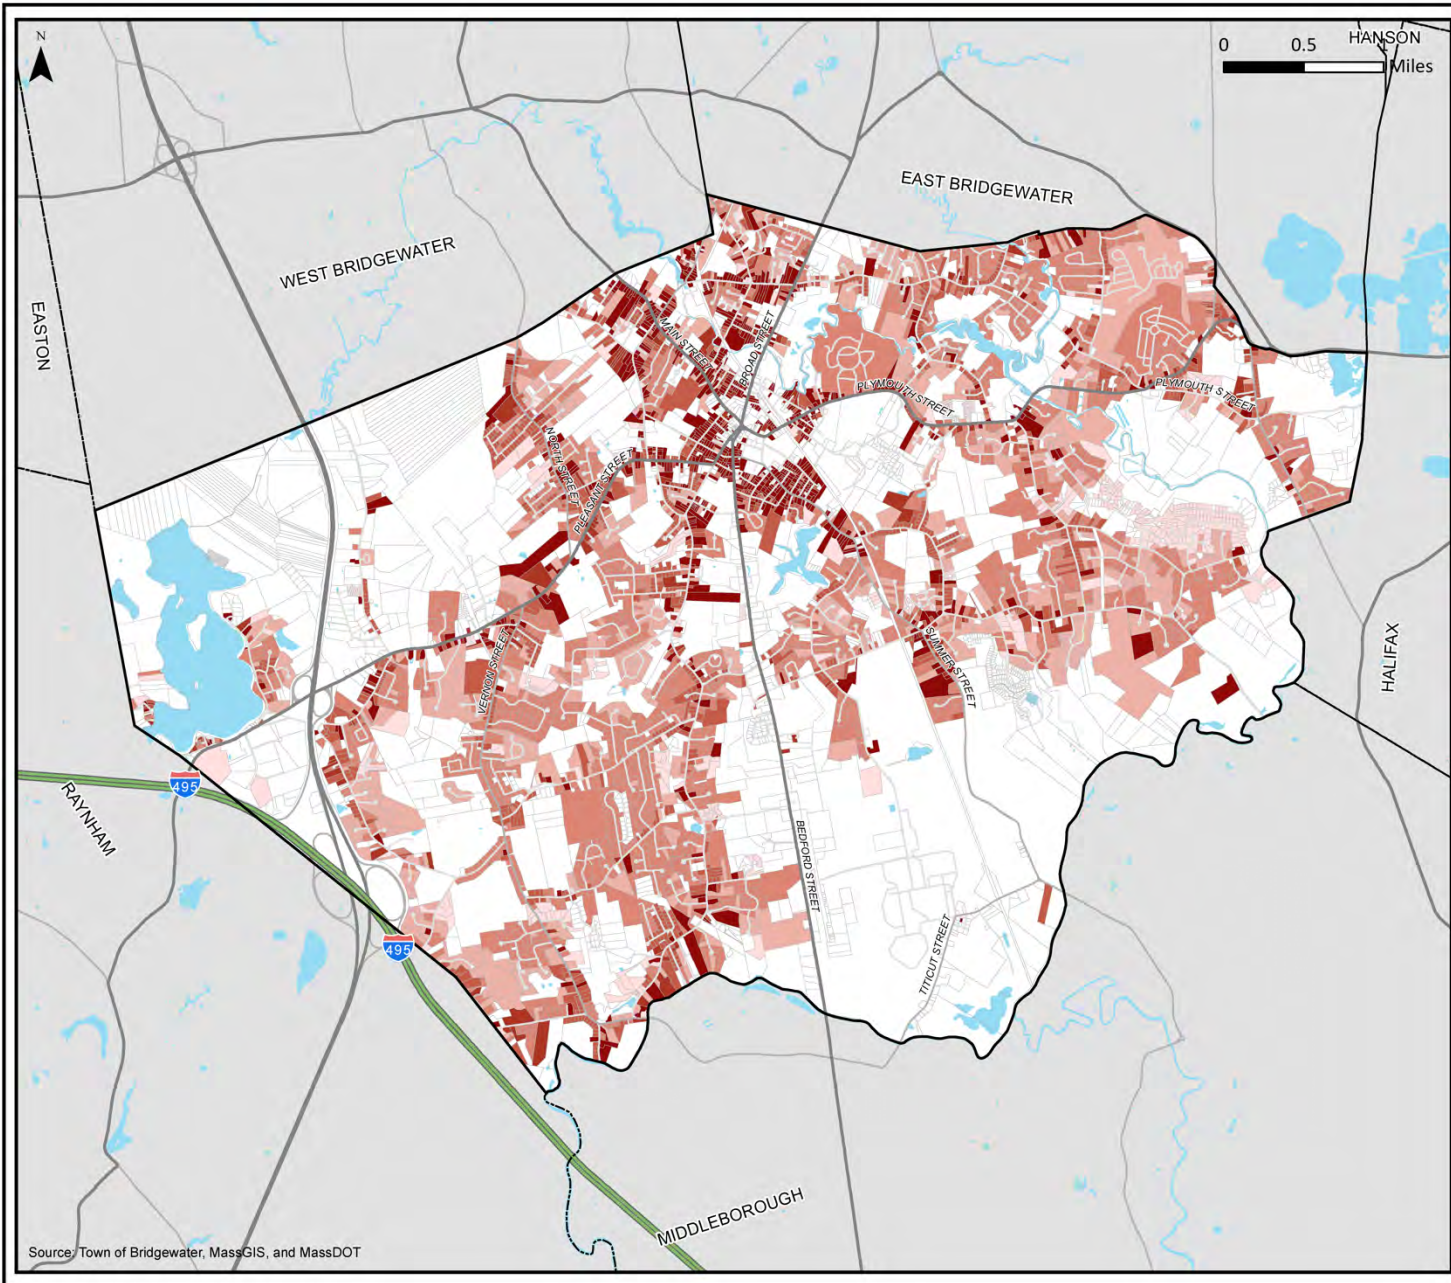 N
0 0.5 1
Miles
HANSON
EAST BRIDGEWATER
WEST BRIDGEWATER
EASTON
MAIN STREET
BROAD STREET
PLYMOUTH STREET
PLYMOUTH STREET
NORTH STREET
PLEASANT STREET
VERNON STREET
SUMMER STREET
HALIFAX
495
RAYNHAM
BEDFORD STREET
TITICUT STREET
495
MIDDLEBOROUGH
Source: Town of Bridgewater, MassGIS, and MassDOT